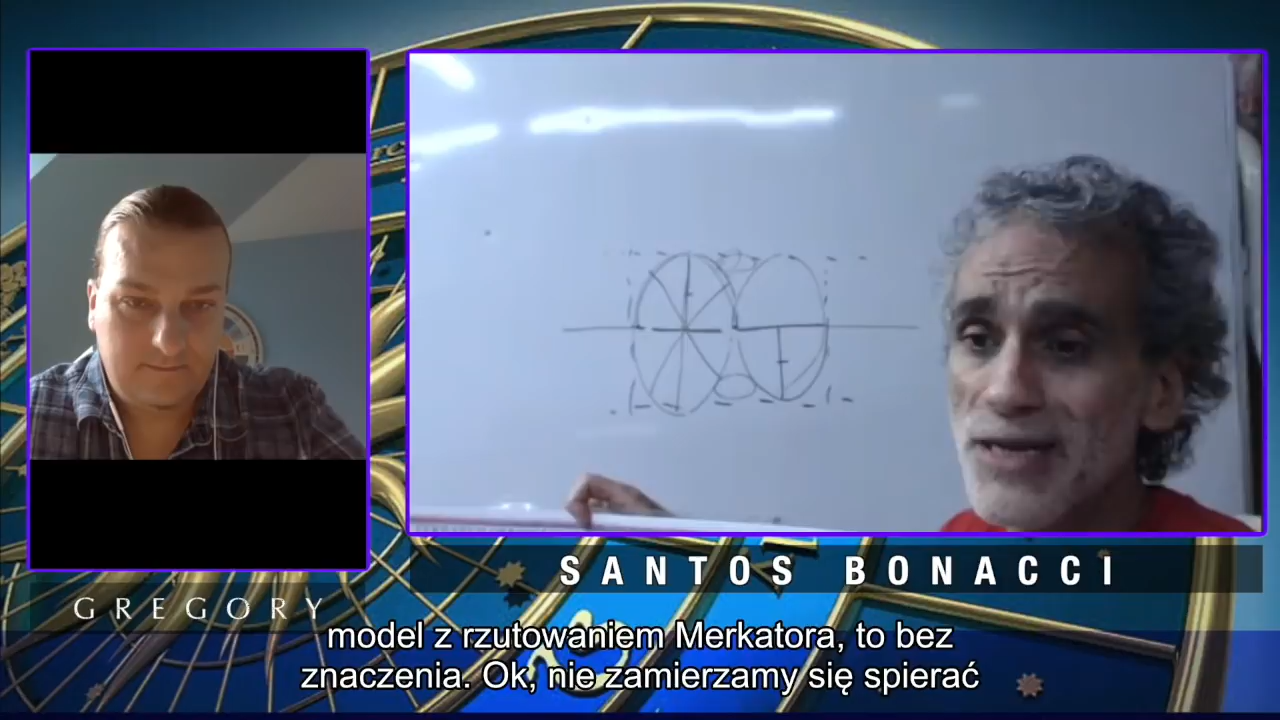 SANTOS BONACCI
GREGORY
model z rzutowaniem Merkatora, to bez
znaczenia. Ok, nie zamierzamy się spierać